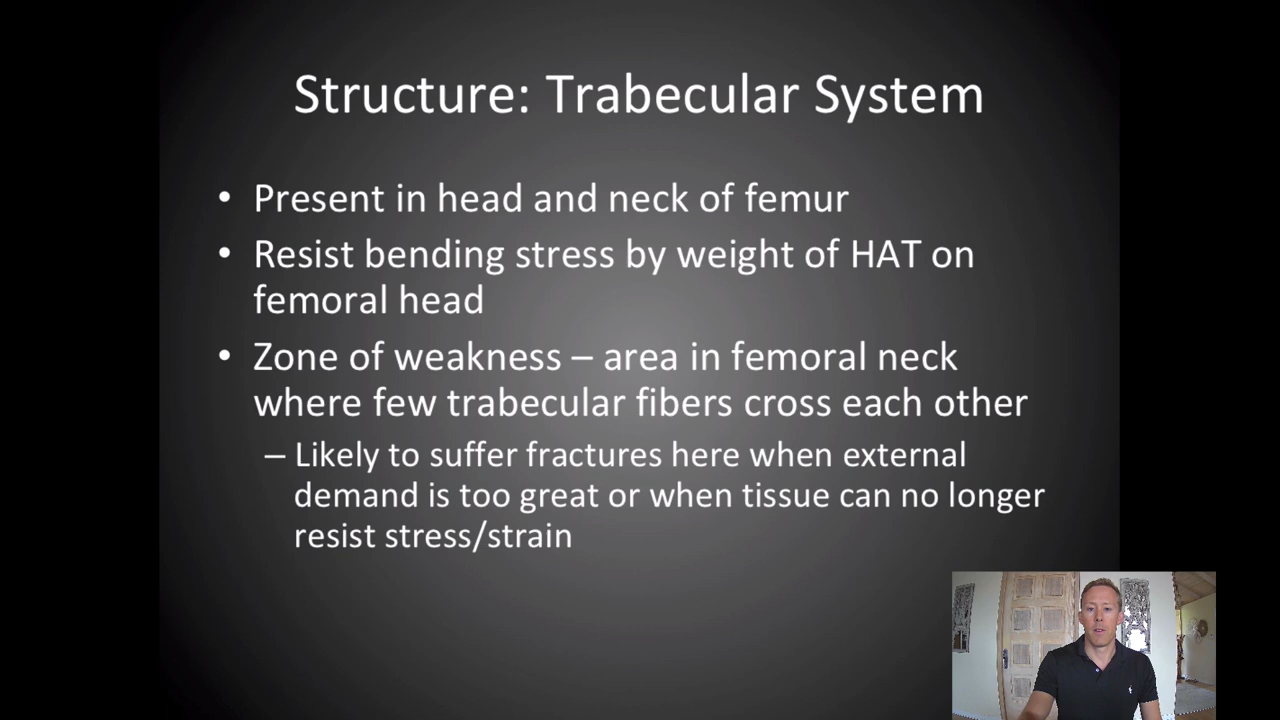 Structure: Trabecular System
• Present in head and neck of femur
• Resist bending stress by weight of HAT on
femoral head
• Zone of weakness – area in femoral neck
where few trabecular fibers cross each other
– Likely to suffer fractures here when external
demand is too great or when tissue can no longer
resist stress/strain